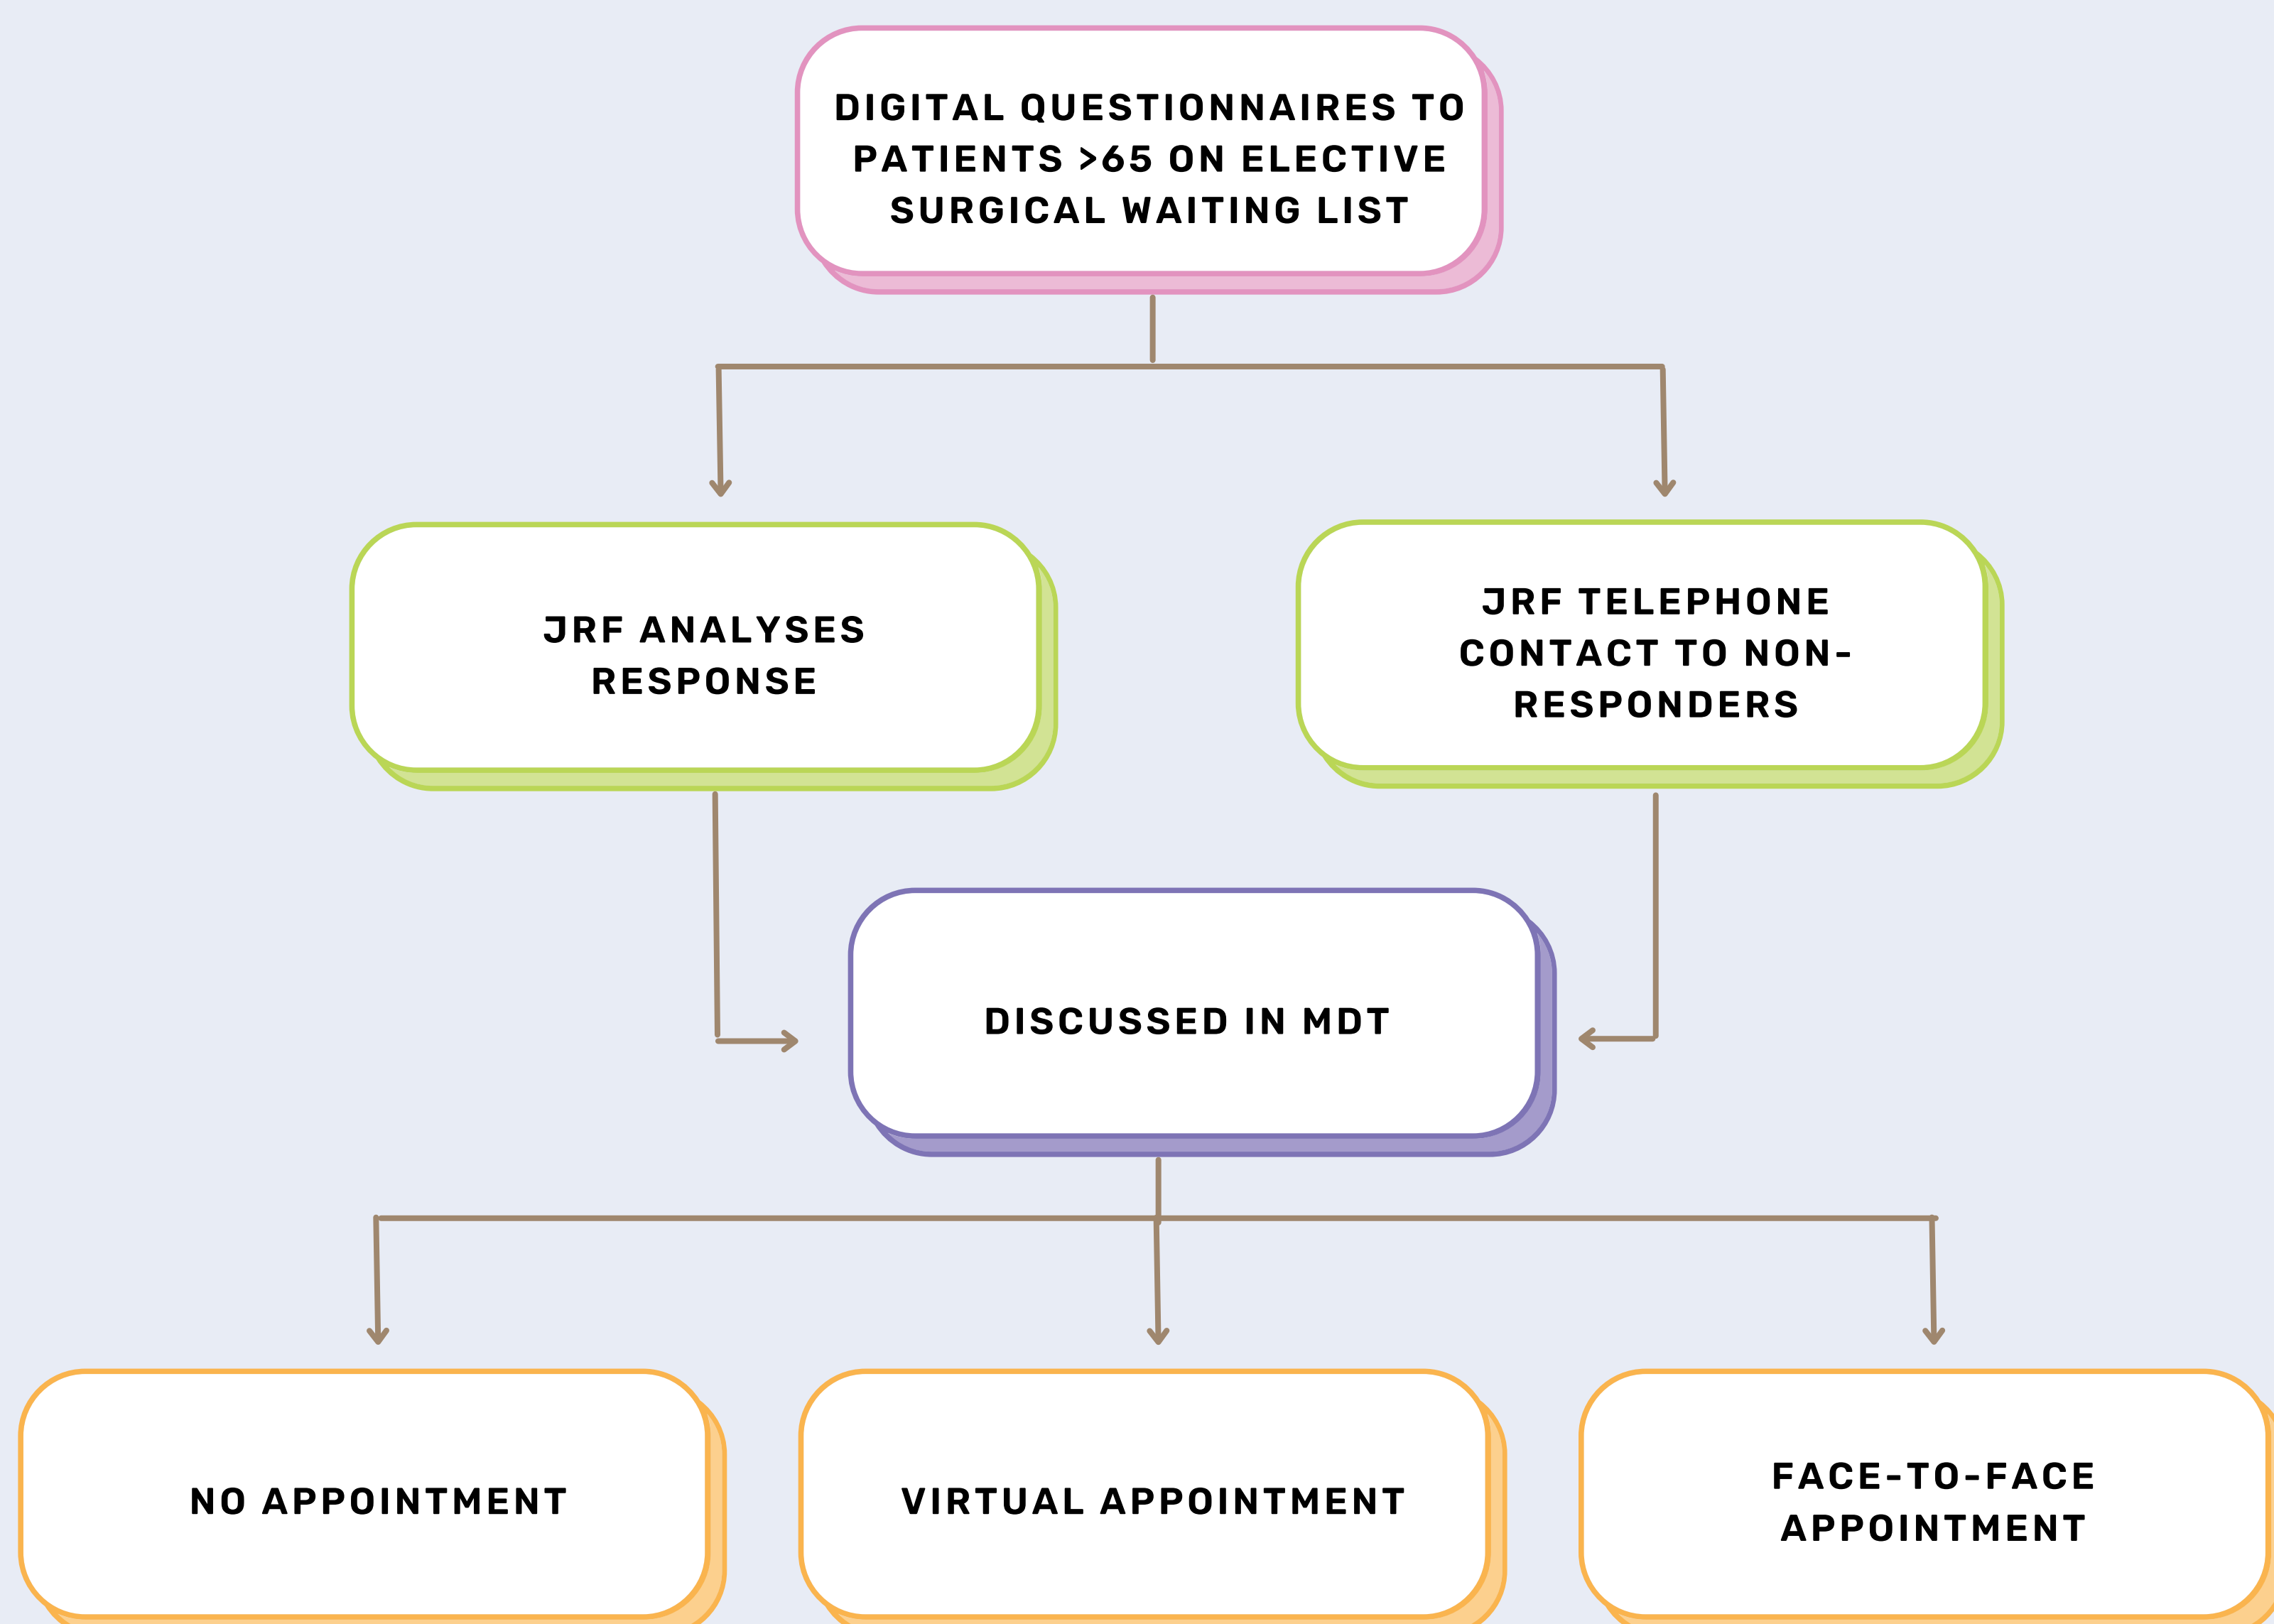 DIGITAL QUESTIONNAIRES TO
PATIENTS >65 ON ELECTIVE
SURGICAL WAITING LIST
JRF ANALYSES
RESPONSE
JRF TELEPHONE
CONTACT TO NON-
RESPONDERS
DISCUSSED IN MDT
NO APPOINTMENT
VIRTUAL APPOINTMENT
FACE-TO-FACE
APPOINTMENT